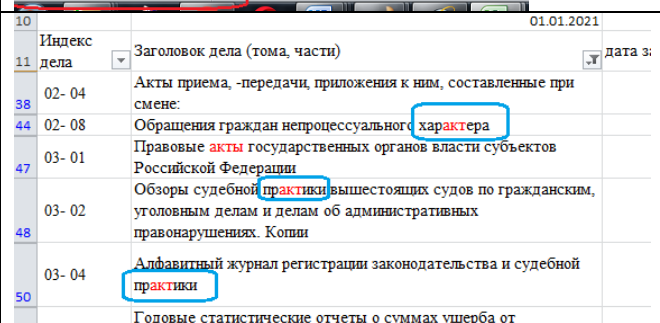 10 01.01.2021
Индекс
11 дела Заголовок дела (тома, части) дата за
Акты приема, -передачи, приложения к ним, составленные при
38 02- 04 смене:
44 02- 08 Обращения граждан непроцессуального характера
Правовые акты государственных органов власти субъектов
47 03- 01 Российской Федерации
Обзоры судебной практики вышестоящих судов по гражданским,
03- 02 уголовным делам и делам об административных
48 правонарушениях. Копии
Алфавитный журнал регистрации законодательства и судебной
50 03- 04 практики
Годовые статистические отчеты о суммах ущерба от